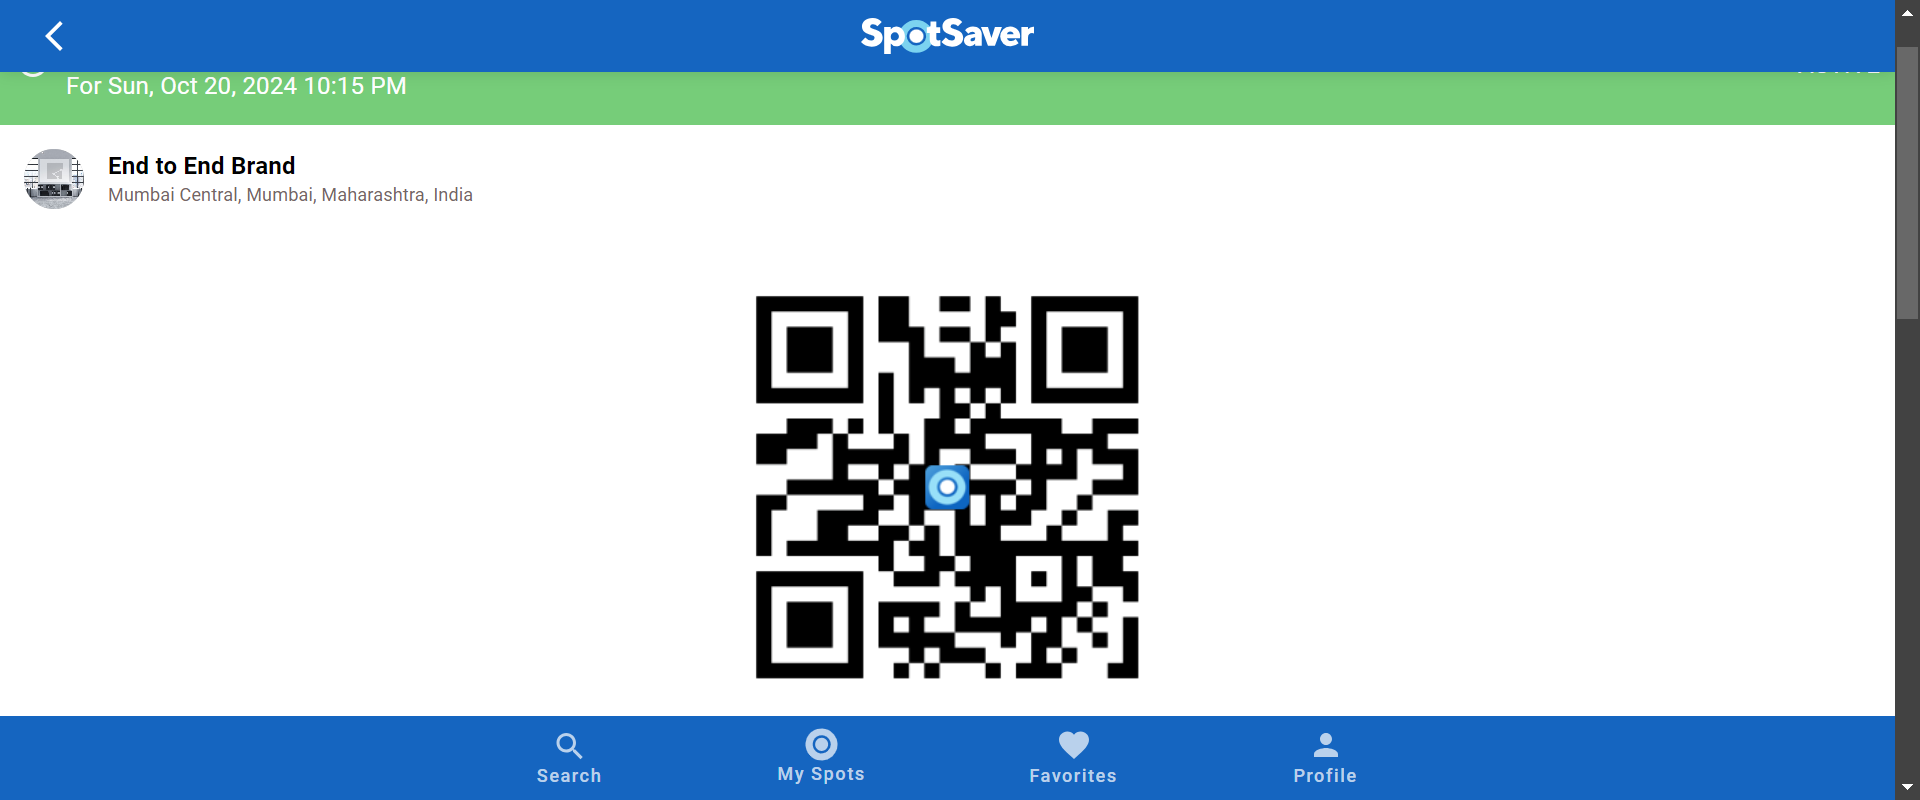 SpotSaver
For Sun, Oct 20, 2024 10:15 PM
End to End Brand
Mumbai Central, Mumbai, Maharashtra, India
Search
My Spots
Favorites
Profile